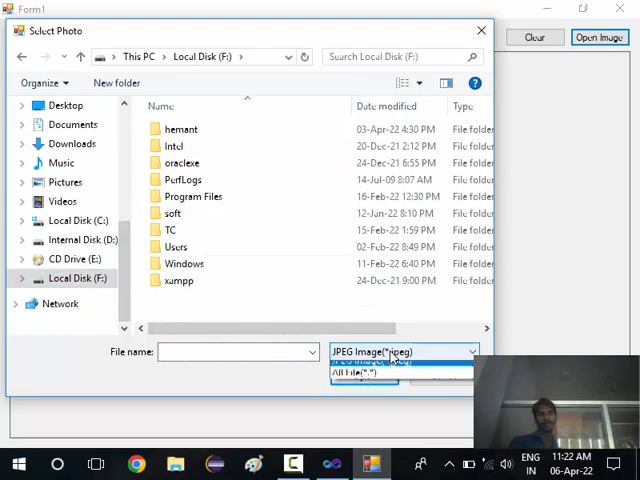 Form1
Select Photo
Clear
Open Image
This PC
Local Disk (F:)
Search Local Disk (F:)
Organize
New folder
Name
Date modified
Type
Desktop
Documents
Downloads
Music
Pictures
Videos
Local Disk (C:)
Internal Disk (D:)
CD Drive (E:)
Local Disk (F:)
Network
hemant 03-Apr-22 4:30 PM File folder
Intel 20-Dec-21 2:12 PM File folder
oraclexe 24-Dec-21 6:55 PM File folder
PerfLogs 14-Jul-09 8:07 AM File folder
Program Files 16-Feb-22 12:30 PM File folder
soft 12-Jun-22 8:10 PM File folder
TC 15-Feb-22 8:59 PM File folder
Users 02-Feb-22 8:49 PM File folder
Windows 11-Feb-22 6:40 PM File folder
xampp 24-Dec-21 9:00 PM File folder
File name:
JPEG Image(*.jpeg)
JPEG Image(*.jpeg)
All File(*.*)
ENG
IN
11:22 AM
06-Apr-22